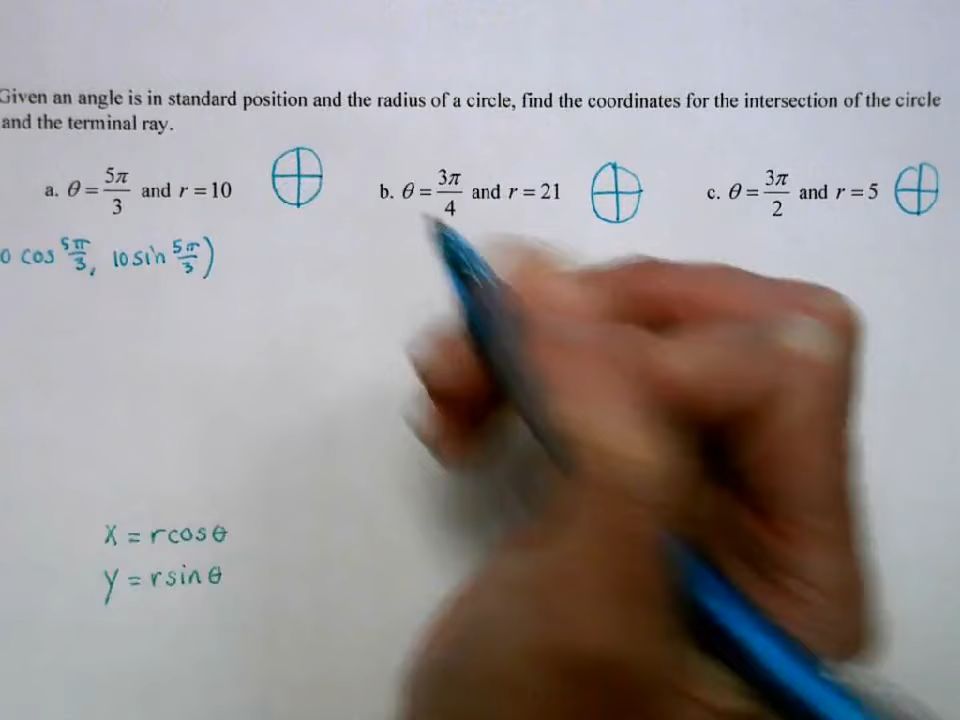 Given an angle is in standard position and the radius of a circle, find the coordinates for the intersection of the circle
and the terminal ray.
a. θ = 5π/3 and r = 10
b. θ = 3π/4 and r = 21
c. θ = 3π/2 and r = 5
0 cos 5π/3, 10 sin 5π/3)
x = r cos θ
y = r sin θ